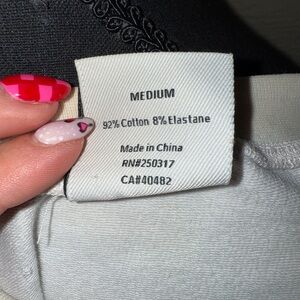 MEDIUM
92% Cotton 8% Elastane
Made in China
RN#250317
CA#40482